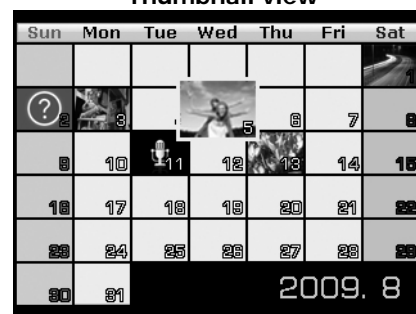 Thumbnail view
Sun Mon Tue Wed Thu Fri Sat
1
? 2 3 5 6 7 8
9 10 11 12 13 14 15
16 17 18 19 20 21 22
23 24 25 26 27 28 29
30 31
2009. 8